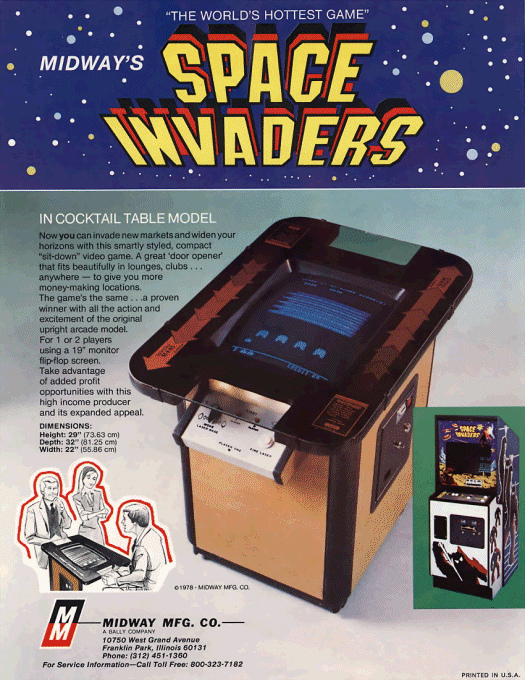 "THE WORLD'S HOTTEST GAME"
MIDWAY'S
SPACE
INVADERS
IN COCKTAIL TABLE MODEL
Now you can invade new markets and widen your
horizons with this smartly styled, compact
"sit-down" video game. A great 'door opener'
that fits beautifully in lounges, clubs . . .
anywhere — to give you more
money-making locations.
The game's the same . . .a proven
winner with all the action and
excitement of the original
upright arcade model.
For 1 or 2 players
using a 19" monitor
flip-flop screen.
Take advantage
of added profit
opportunities with this
high income producer
and its expanded appeal.
DIMENSIONS:
Height: 29" (73.63 cm)
Depth: 32" (81.25 cm)
Width: 22" (55.86 cm)
PLAYER ONE
FIRE LASER
SPACE
INVADERS
©1978 - MIDWAY MFG. CO.
MIDWAY MFG. CO.
A BALLY COMPANY
10750 West Grand Avenue
Franklin Park, Illinois 60131
Phone: (312) 451-1360
For Service Information—Call Toll Free: 800-323-7182
PRINTED IN U.S.A.